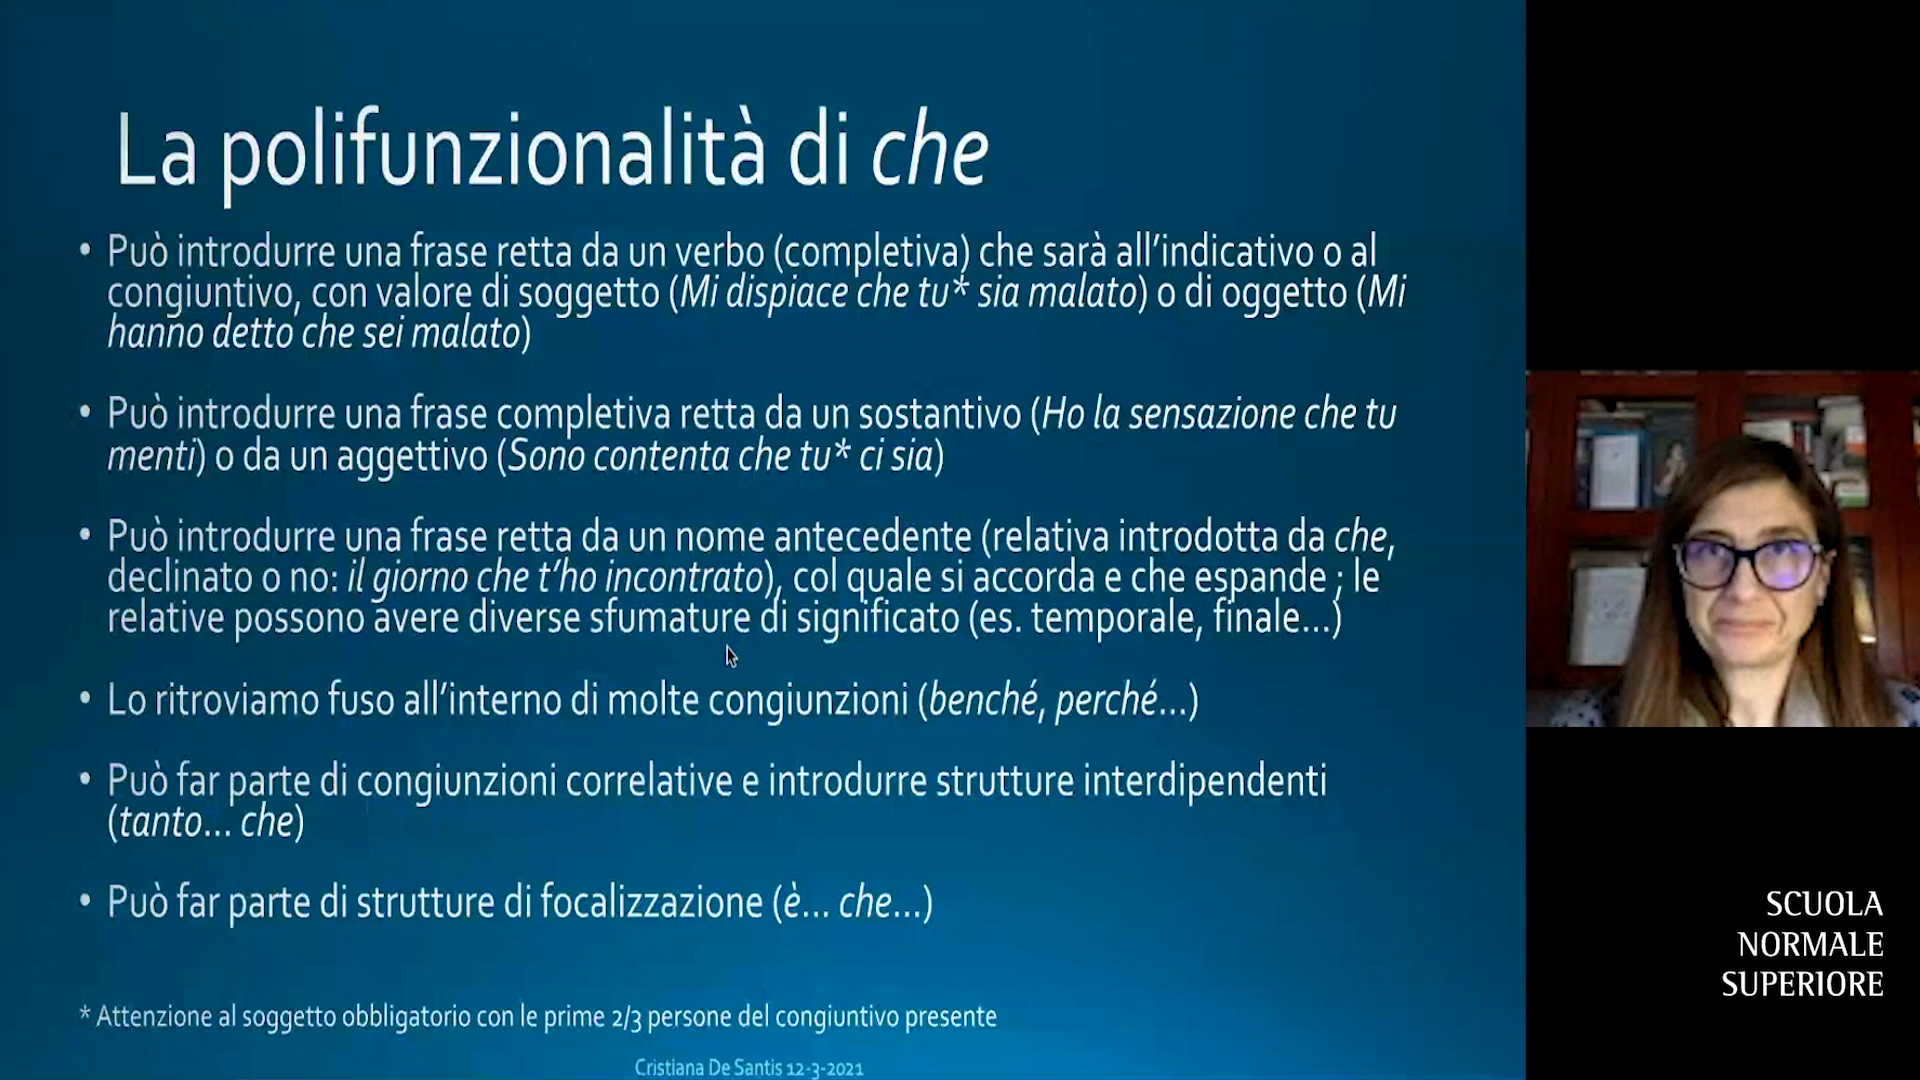 La polifunzionalità di che
• Può introdurre una frase retta da un verbo (completiva) che sarà all’indicativo o al
congiuntivo, con valore di soggetto (Mi dispiace che tu* sia malato) o di oggetto (Mi
hanno detto che sei malato)
• Può introdurre una frase completiva retta da un sostantivo (Ho la sensazione che tu
menti) o da un aggettivo (Sono contenta che tu* ci sia)
• Può introdurre una frase retta da un nome antecedente (relativa introdotta da che,
declinato o no: il giorno che t’ho incontrato), col quale si accorda e che espande ; le
relative possono avere diverse sfumature di significato (es. temporale, finale...)
• Lo ritroviamo fuso all’interno di molte congiunzioni (benché, perché...)
• Può far parte di congiunzioni correlative e introdurre strutture interdipendenti
(tanto... che)
• Può far parte di strutture di focalizzazione (è... che...)
* Attenzione al soggetto obbligatorio con le prime 2/3 persone del congiuntivo presente
Cristiana De Santis 12-3-2021
SCUOLA
NORMALE
SUPERIORE